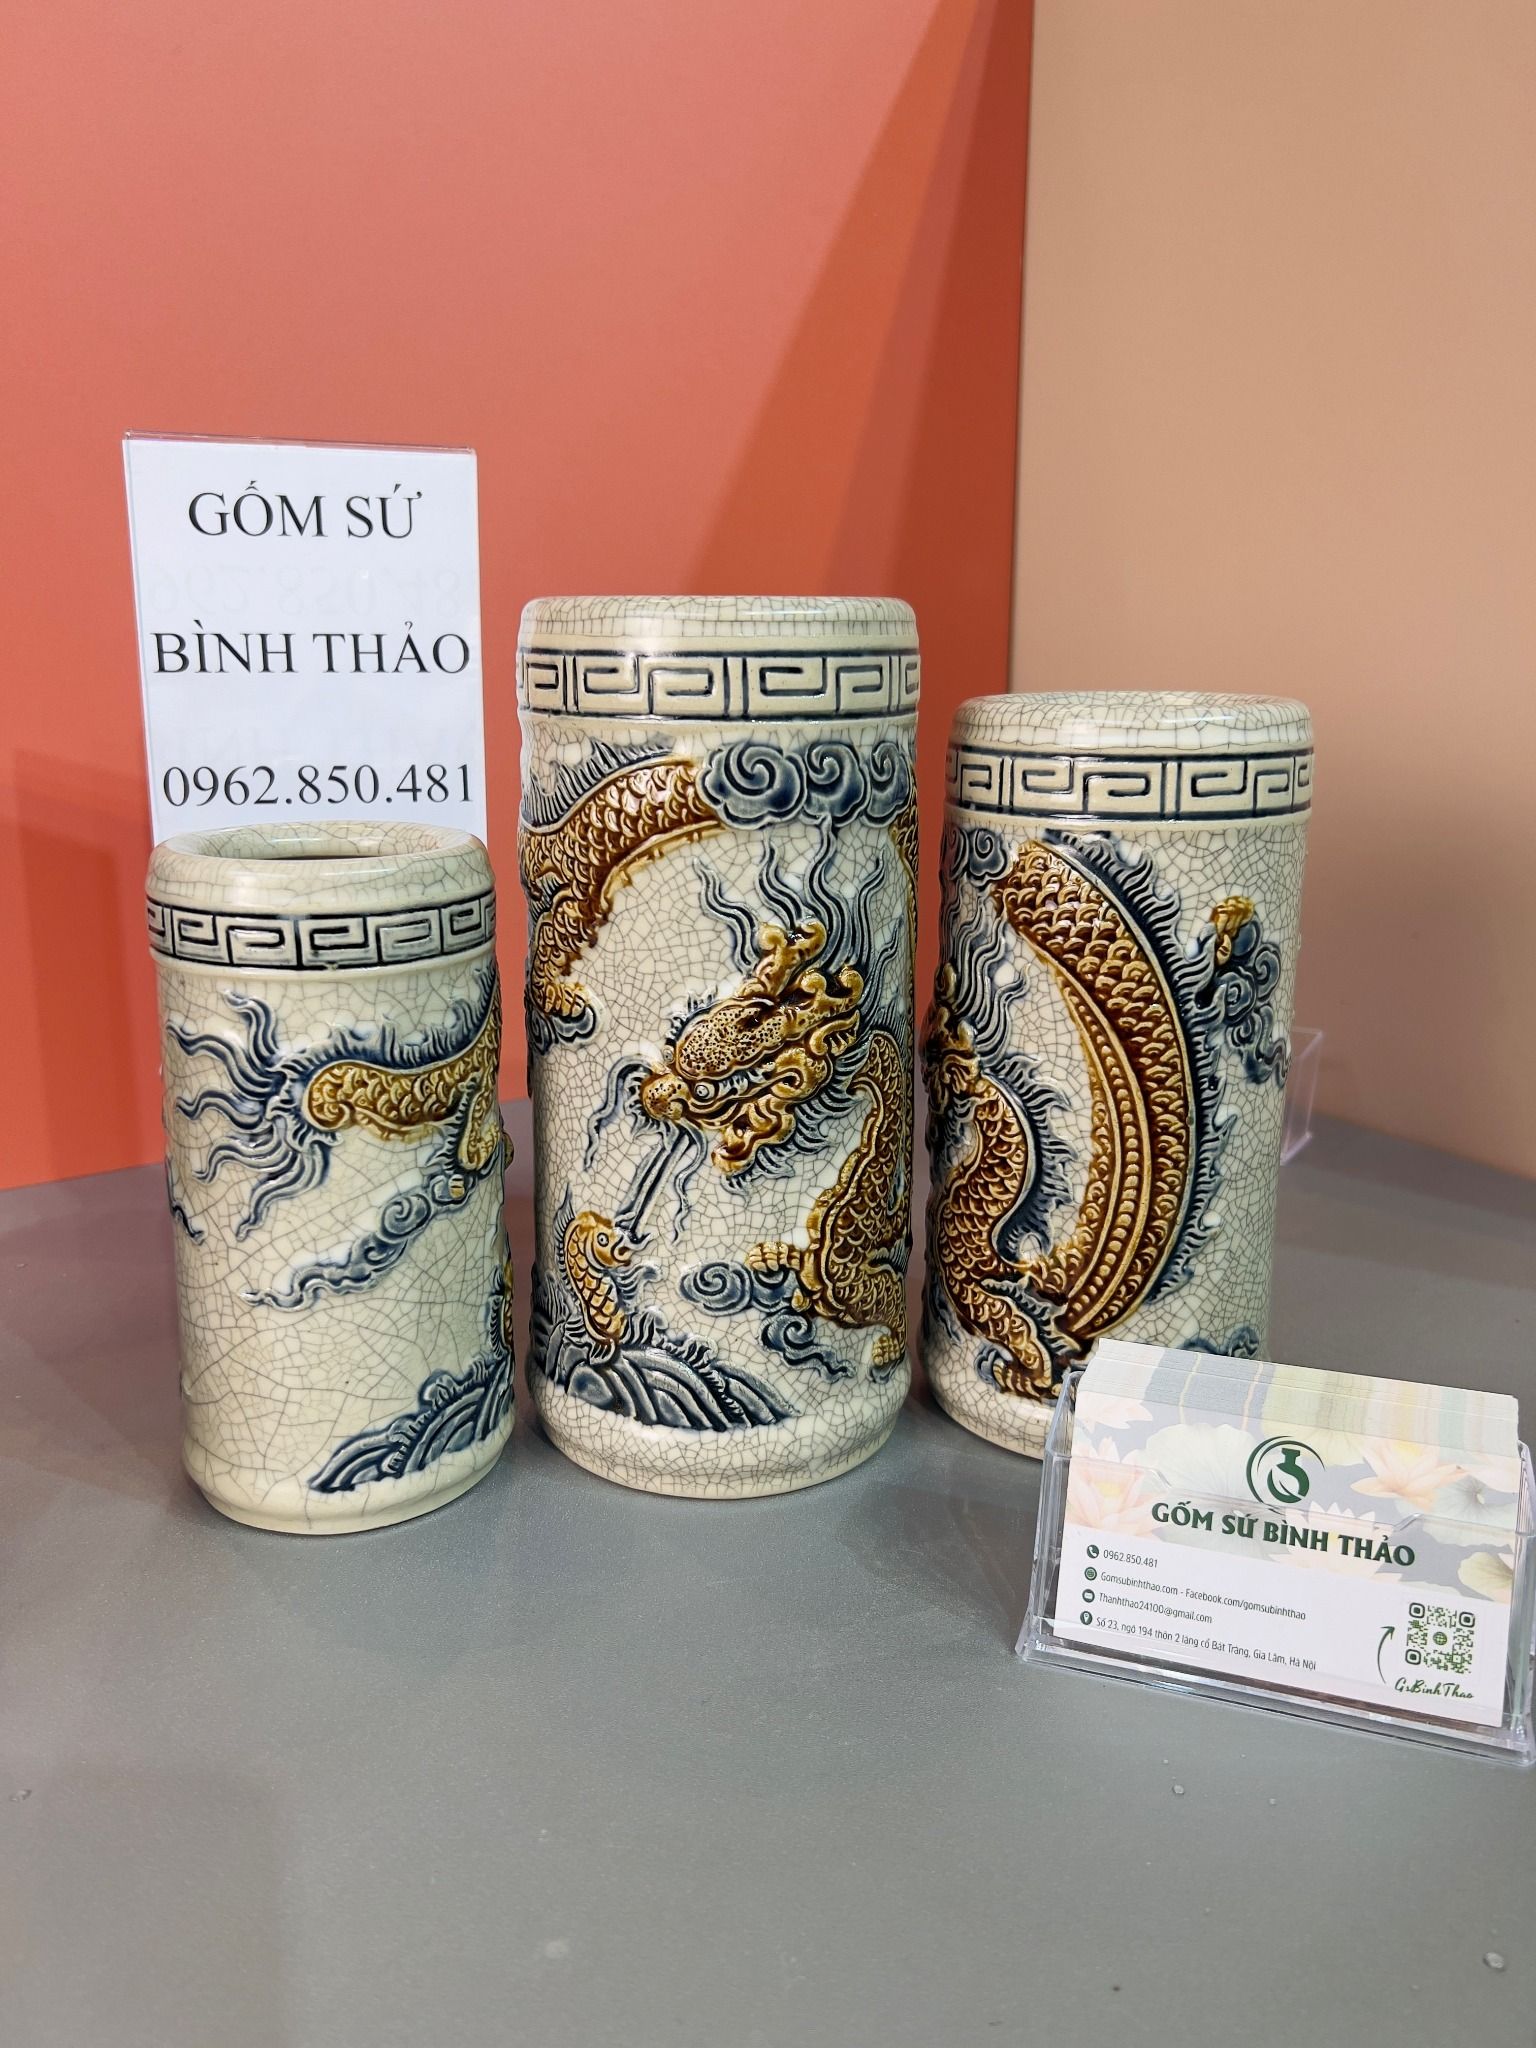 GỐM SỨ
BÌNH THẢO
0962.850.481
GỐM SỨ BÌNH THẢO
0962.850.481
Gomsubinhthao.com - Facebook.com/gomsubinhthao
Thanhthao24100@gmail.com
Số 23, ngõ 194 thôn 2 làng cổ Bát Tràng, Gia Lâm, Hà Nội
GsBinhThao